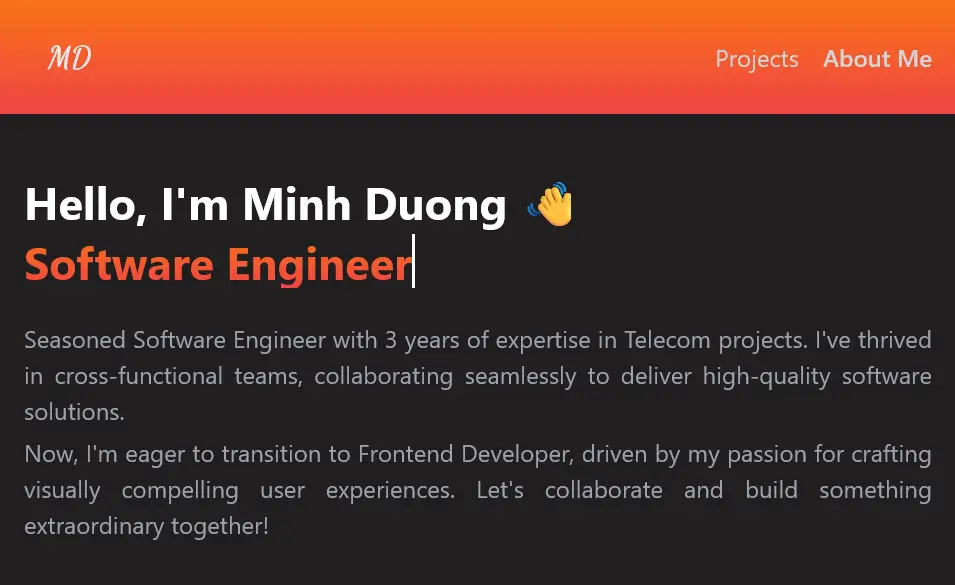 MD
Projects About Me
Hello, I'm Minh Duong 👋
Software Engineer
Seasoned Software Engineer with 3 years of expertise in Telecom projects. I've thrived
in cross-functional teams, collaborating seamlessly to deliver high-quality software
solutions.
Now, I'm eager to transition to Frontend Developer, driven by my passion for crafting
visually compelling user experiences. Let's collaborate and build something
extraordinary together!